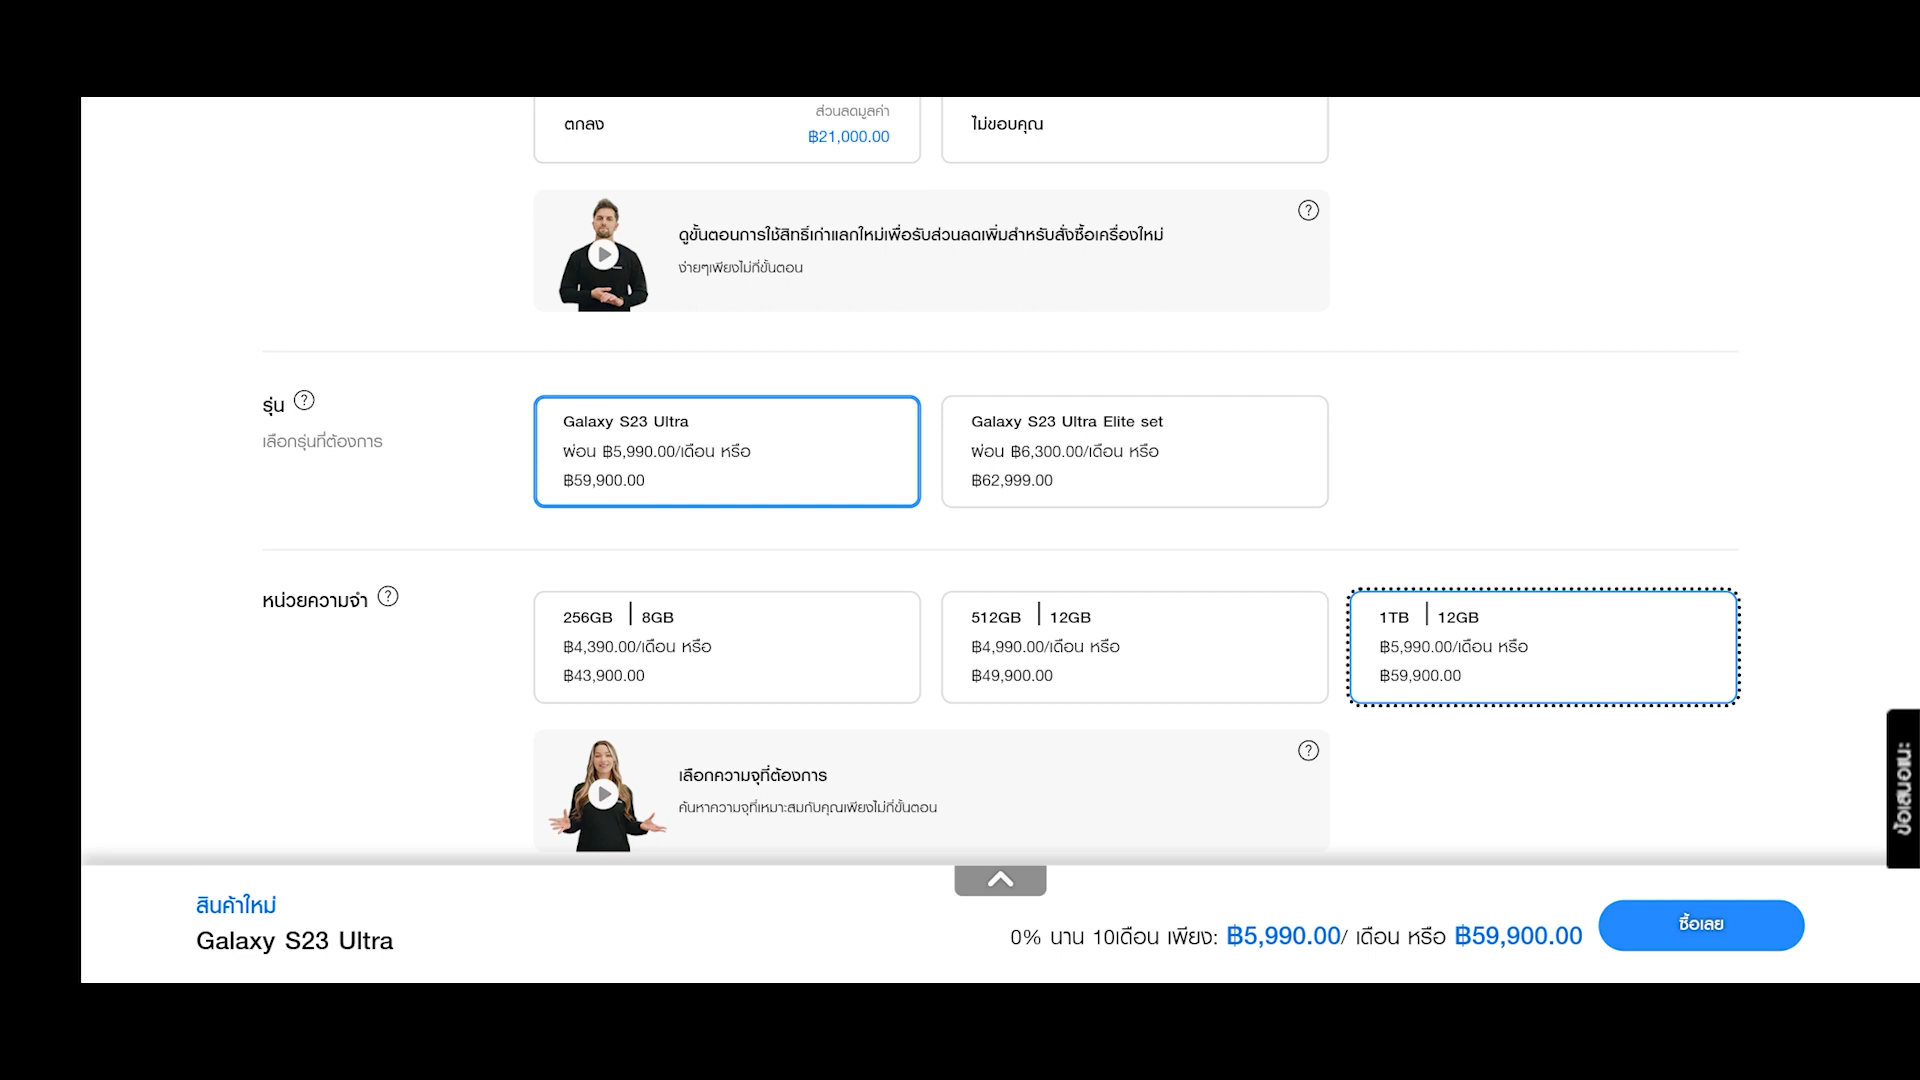 ส่วนลดมูลค่า
ตกลง
฿21,000.00
ไม่ขอบคุณ
ดูขั้นตอนการใช้สิทธิ์เก่าแลกใหม่เพื่อรับส่วนลดเพิ่มสำหรับสั่งซื้อเครื่องใหม่
ง่ายๆเพียงไม่กี่ขั้นตอน
รุ่น
เลือกรุ่นที่ต้องการ
Galaxy S23 Ultra
ผ่อน ฿5,990.00/เดือน หรือ
฿59,900.00
Galaxy S23 Ultra Elite set
ผ่อน ฿6,300.00/เดือน หรือ
฿62,999.00
หน่วยความจำ
256GB | 8GB
฿4,390.00/เดือน หรือ
฿43,900.00
512GB | 12GB
฿4,990.00/เดือน หรือ
฿49,900.00
1TB | 12GB
฿5,990.00/เดือน หรือ
฿59,900.00
เลือกความจุที่ต้องการ
ค้นหาความจุที่เหมาะสมกับคุณเพียงไม่กี่ขั้นตอน
ข้อเสนอแนะ
สินค้าใหม่
Galaxy S23 Ultra
0% นาน 10เดือน เพียง: ฿5,990.00/ เดือน หรือ ฿59,900.00
ซื้อเลย